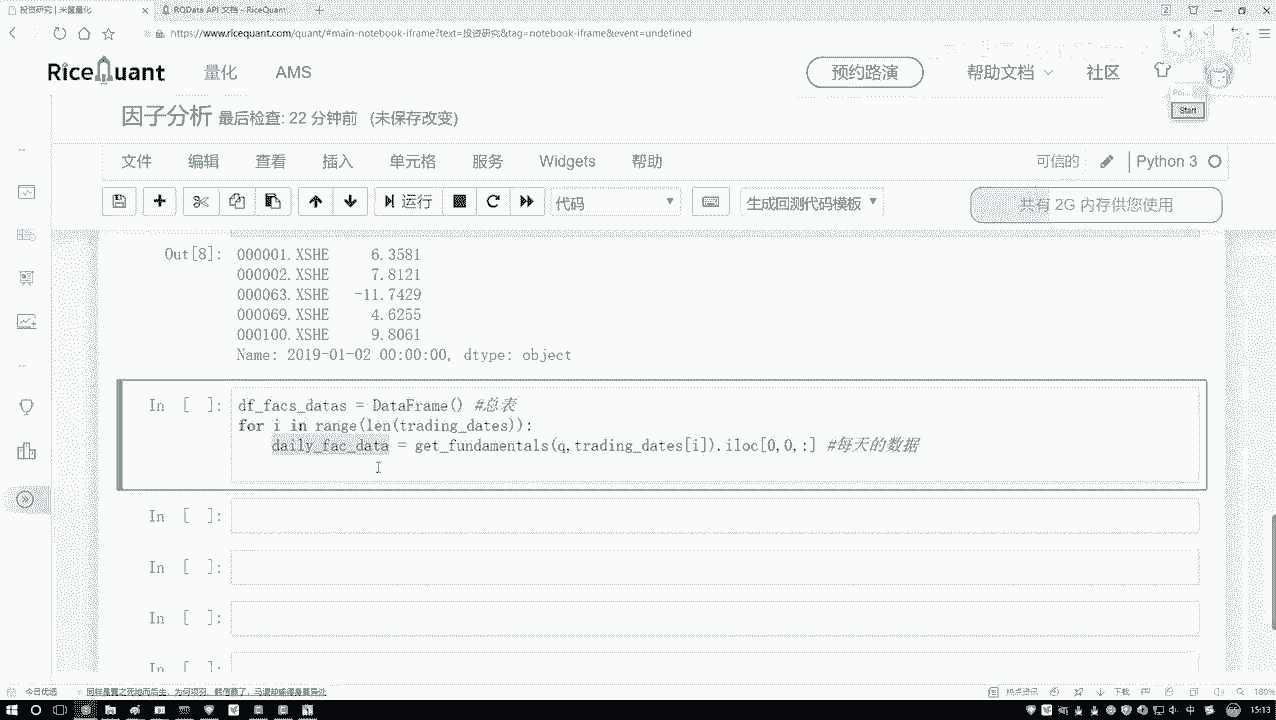 投资研究 | 米筐量化
RQData API 文档 - RiceQuant
https://www.ricequant.com/quant/#main-notebook-iframe?text=投资研究&tag=notebook-iframe&event=undefined
RiceQuant
量化
AMS
预约路演
帮助文档
社区
Start
因子分析 最后检查: 22 分钟前 (未保存改变)
文件 编辑 查看 插入 单元格 服务 Widgets 帮助
可信的
Python 3
运行
代码
生成回测代码模板
共有 2G 内存供您使用
Out[8]: 000001.XSHE 6.3581
000002.XSHE 7.8121
000063.XSHE -11.7429
000069.XSHE 4.6255
000100.XSHE 9.8061
Name: 2019-01-02 00:00:00, dtype: object
In [ ]: df_facs_datas = DataFrame() #总表
for i in range(len(trading_dates)):
daily_fac_data = get_fundamentals(q,trading_dates[i]).iloc[0,0,:] #每天的数据
In [ ]:
In [ ]:
In [ ]:
In [ ]:
今日优选
热点资讯
下载
180%
中
15:13